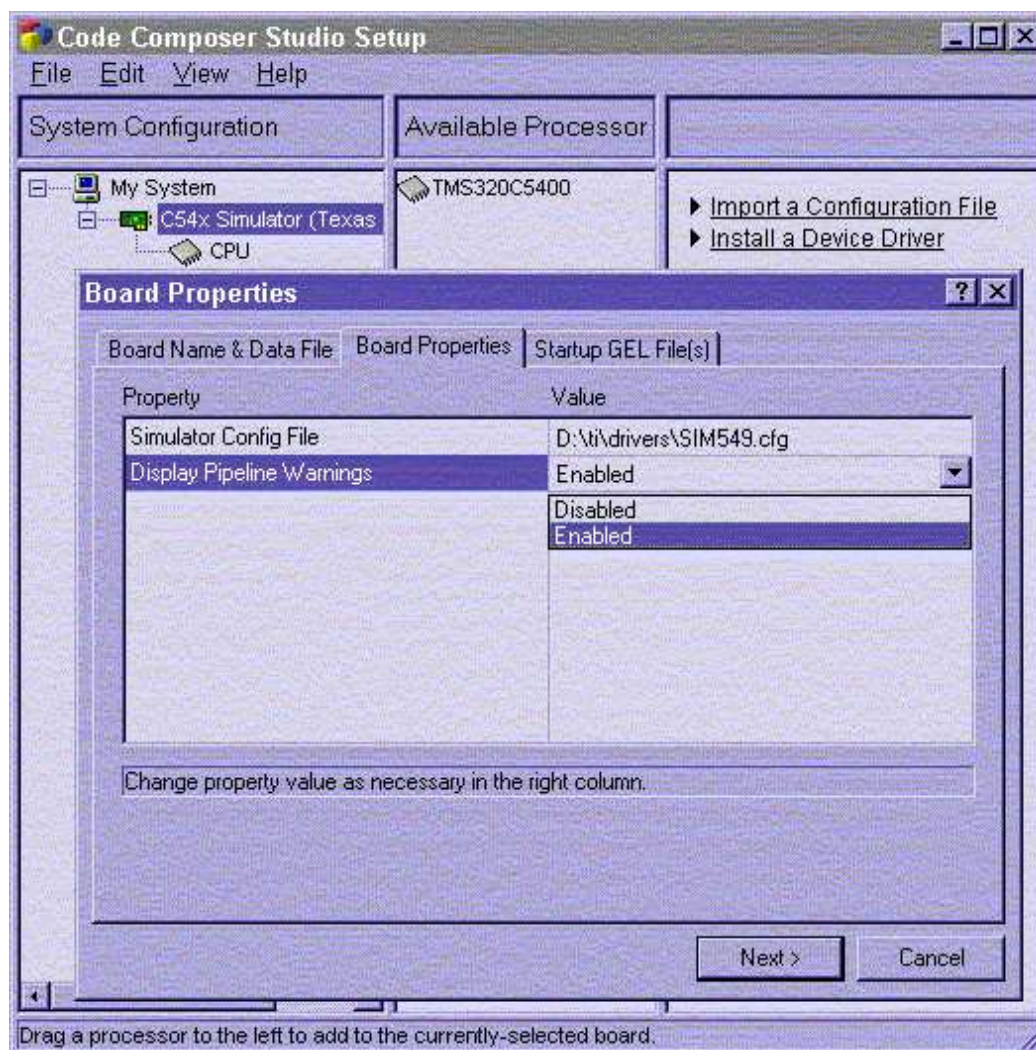 Code Composer Studio Setup
File Edit View Help
System Configuration
Available Processor
My System
C54x Simulator (Texas
CPU
TMS320C5400
Import a Configuration File
Install a Device Driver
Board Properties
Board Name & Data File Board Properties Startup GEL File(s)
Property Value
Simulator Config File D:\ti\drivers\SIM549.cfg
Display Pipeline Warnings Enabled
Disabled
Enabled
Change property value as necessary in the right column.
Next > Cancel
Drag a processor to the left to add to the currently-selected board.